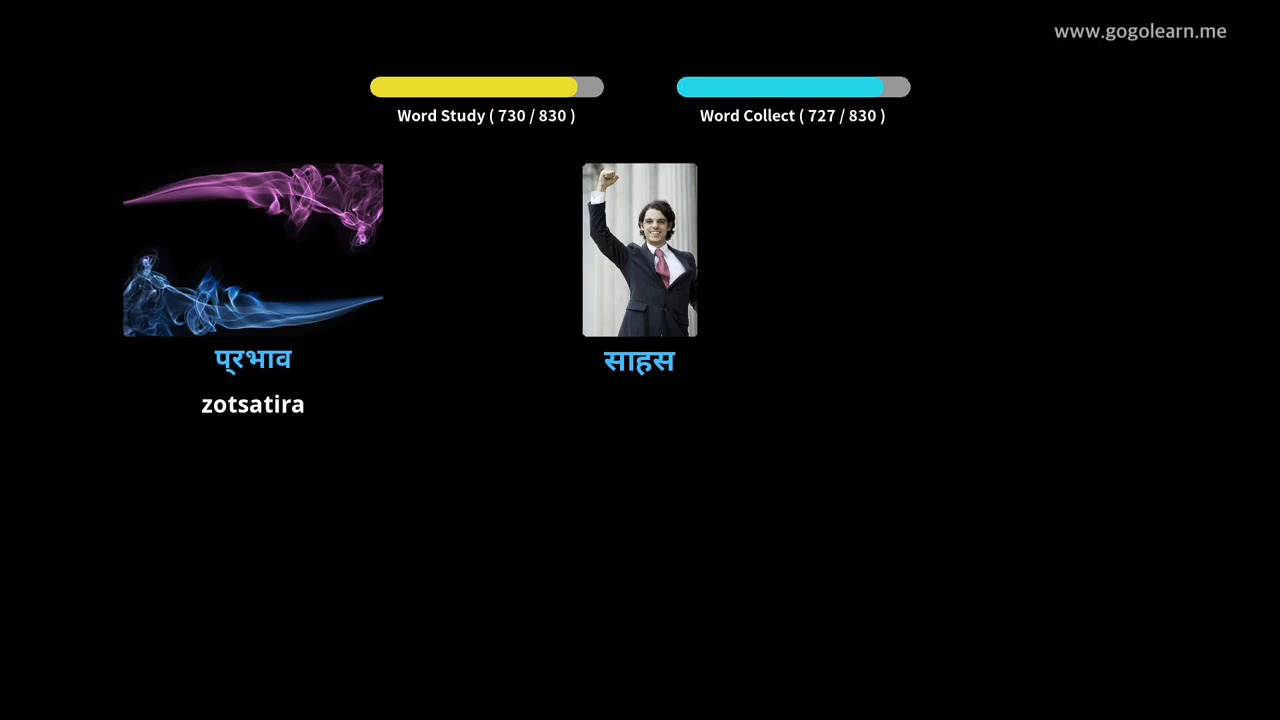 www.gogolearn.me
Word Study ( 730 / 830 )
Word Collect ( 727 / 830 )
प्रभाव
साहस
zotsatira